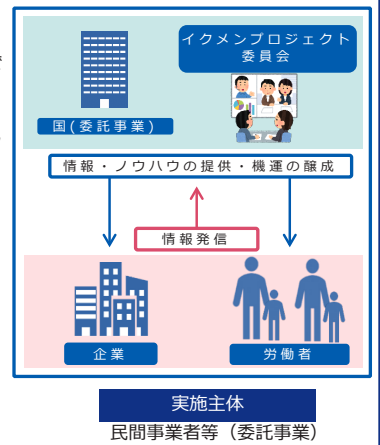 イクメンプロジェクト
委員会
国(委託事業)
情報・ノウハウの提供・機運の醸成
情報発信
企業
労働者
実施主体
民間事業者等（委託事業）